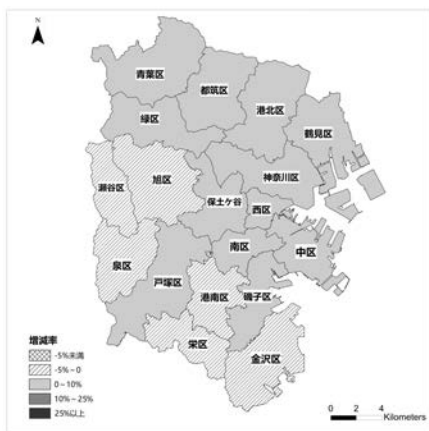 N
青葉区
都筑区
港北区
緑区
鶴見区
瀬谷区
旭区
神奈川区
保土ケ谷
西区
泉区
南区
中区
戸塚区
港南区
磯子区
栄区
金沢区
増減率
-5%未満
-5%~0
0~10%
10%~25%
25%以上
0 2 4
Kilometers